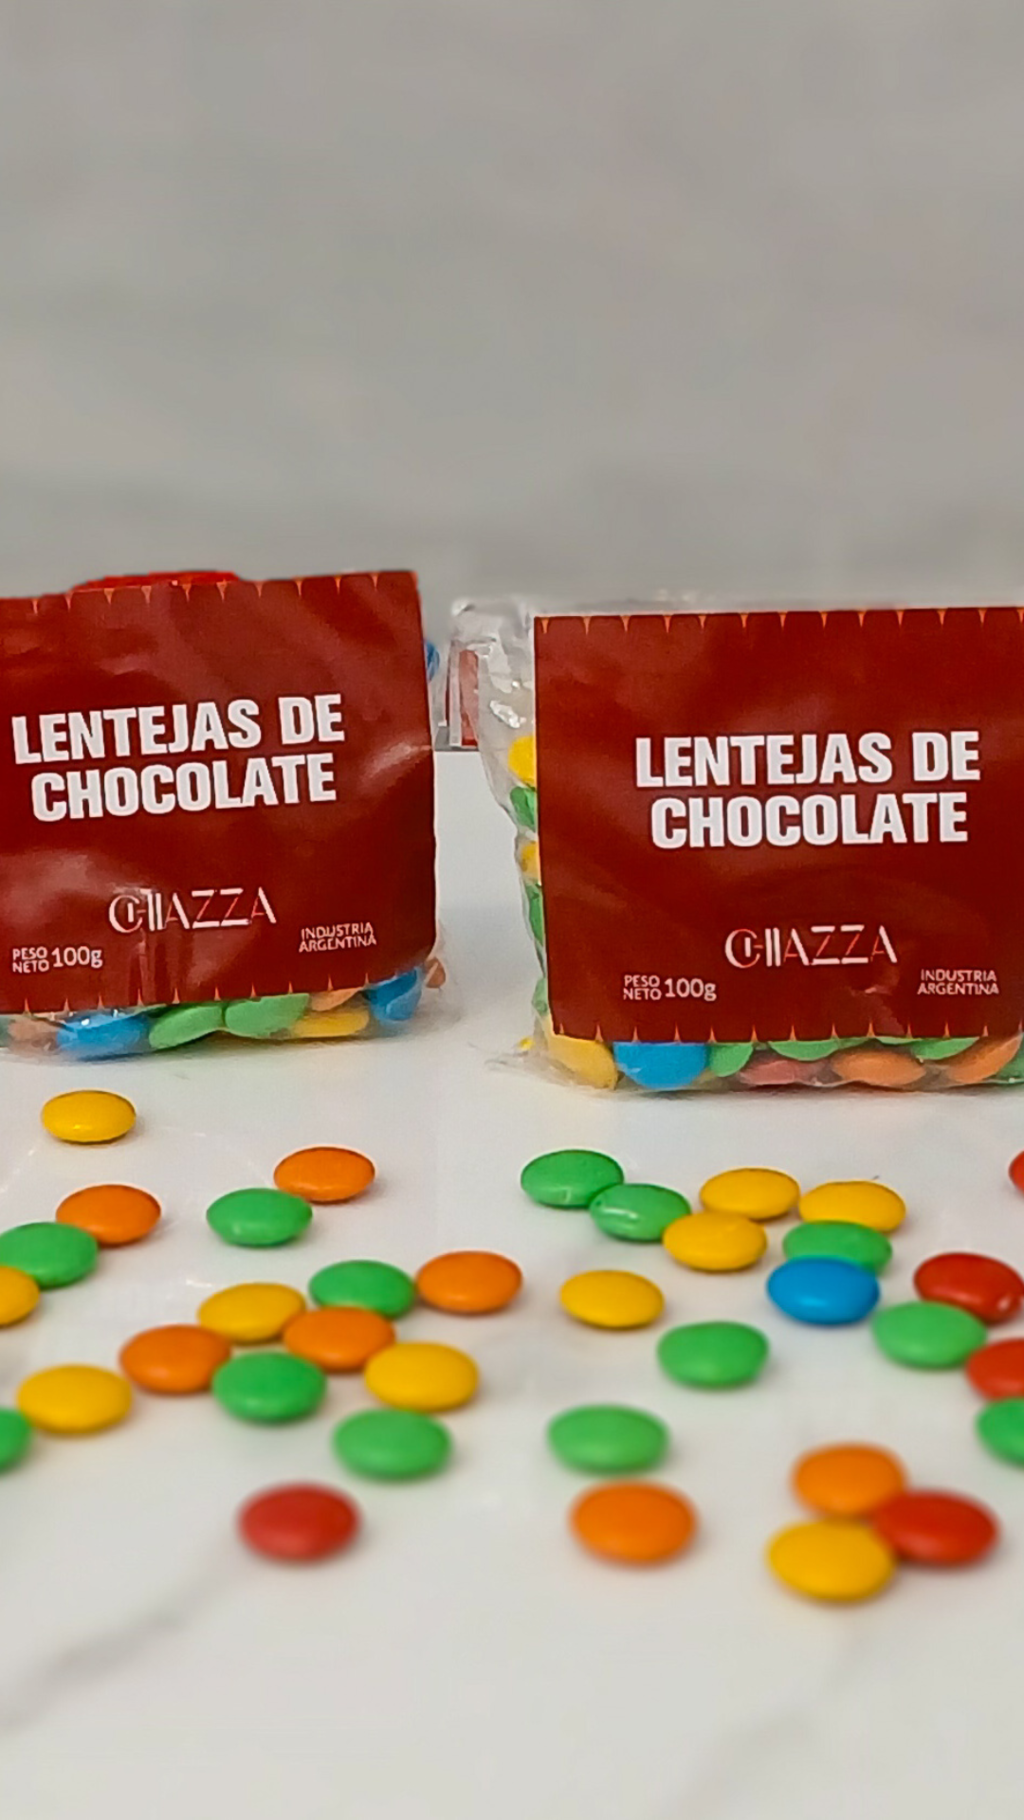 LENTEJAS DE
CHOCOLATE
CHIAZZA
PESO
NETO 100g
INDUSTRIA
ARGENTINA
LENTEJAS DE
CHOCOLATE
CHIAZZA
PESO
NETO 100g
INDUSTRIA
ARGENTINA